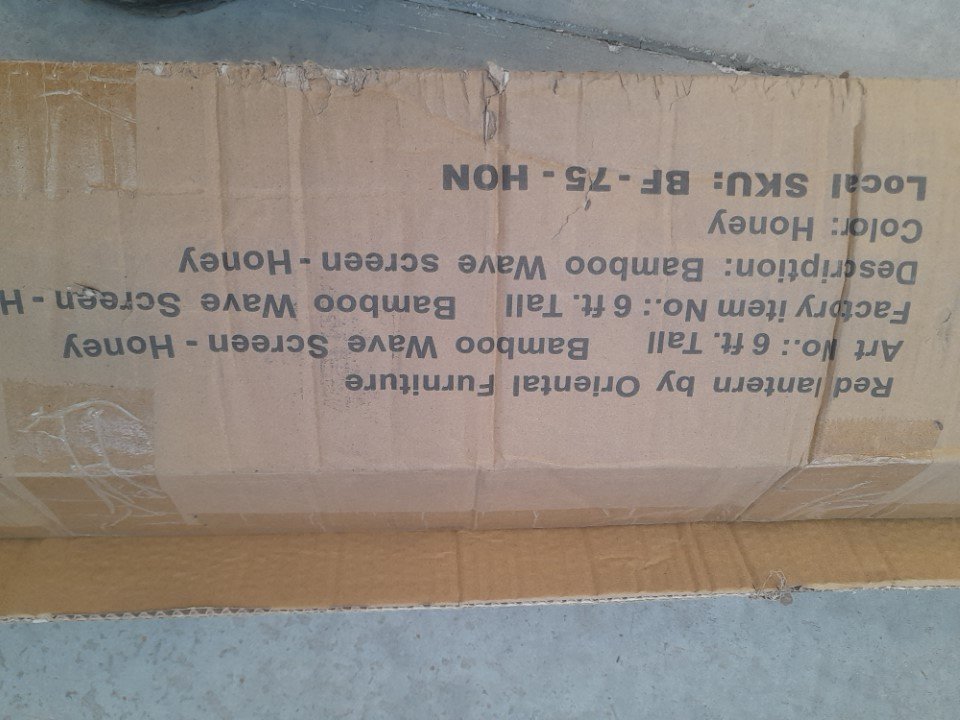 Red lantern by Oriental Furniture
Art No.: 6 ft. Tall Bamboo Wave Screen - Honey
Factory item No.: 6 ft. Tall Bamboo Wave Screen - H
Description: Bamboo Wave screen - Honey
Color: Honey
Local SKU: BF - 75 - HON